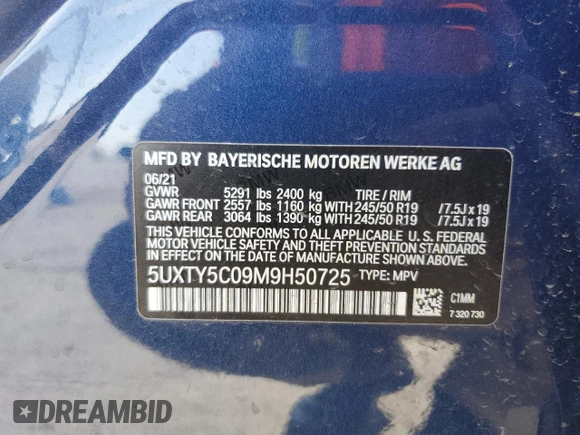 MFD BY BAYERISCHE MOTOREN WERKE AG
06/21
GVWR 5291 lbs 2400 kg TIRE / RIM
GAWR FRONT 2557 lbs 1160 kg WITH 245/50 R19 /7.5J x 19
GAWR REAR 3064 lbs 1390 kg WITH 245/50 R19 /7.5J x 19
THIS VEHICLE CONFORMS TO ALL APPLICABLE U. S. FEDERAL
MOTOR VEHICLE SAFETY, BUMPER, AND THEFT PREVENTION STANDARDS
IN EFFECT ON THE DATE OF MANUFACTURE SHOWN ABOVE.
5UXTY5C09M9H50725 TYPE: MPV
C1MM
7 320 730
DREAMBID